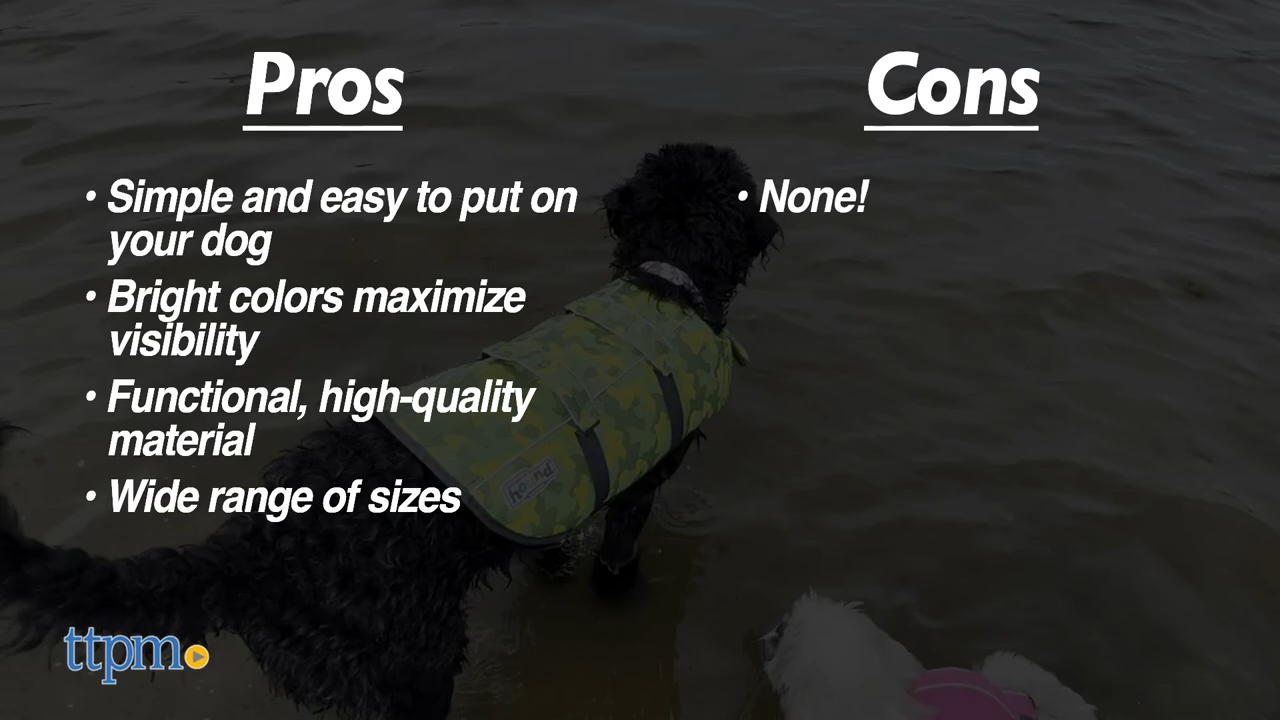 Pros
• Simple and easy to put on
your dog
• Bright colors maximize
visibility
• Functional, high-quality
material
• Wide range of sizes
Cons
• None!
hound
ttpm